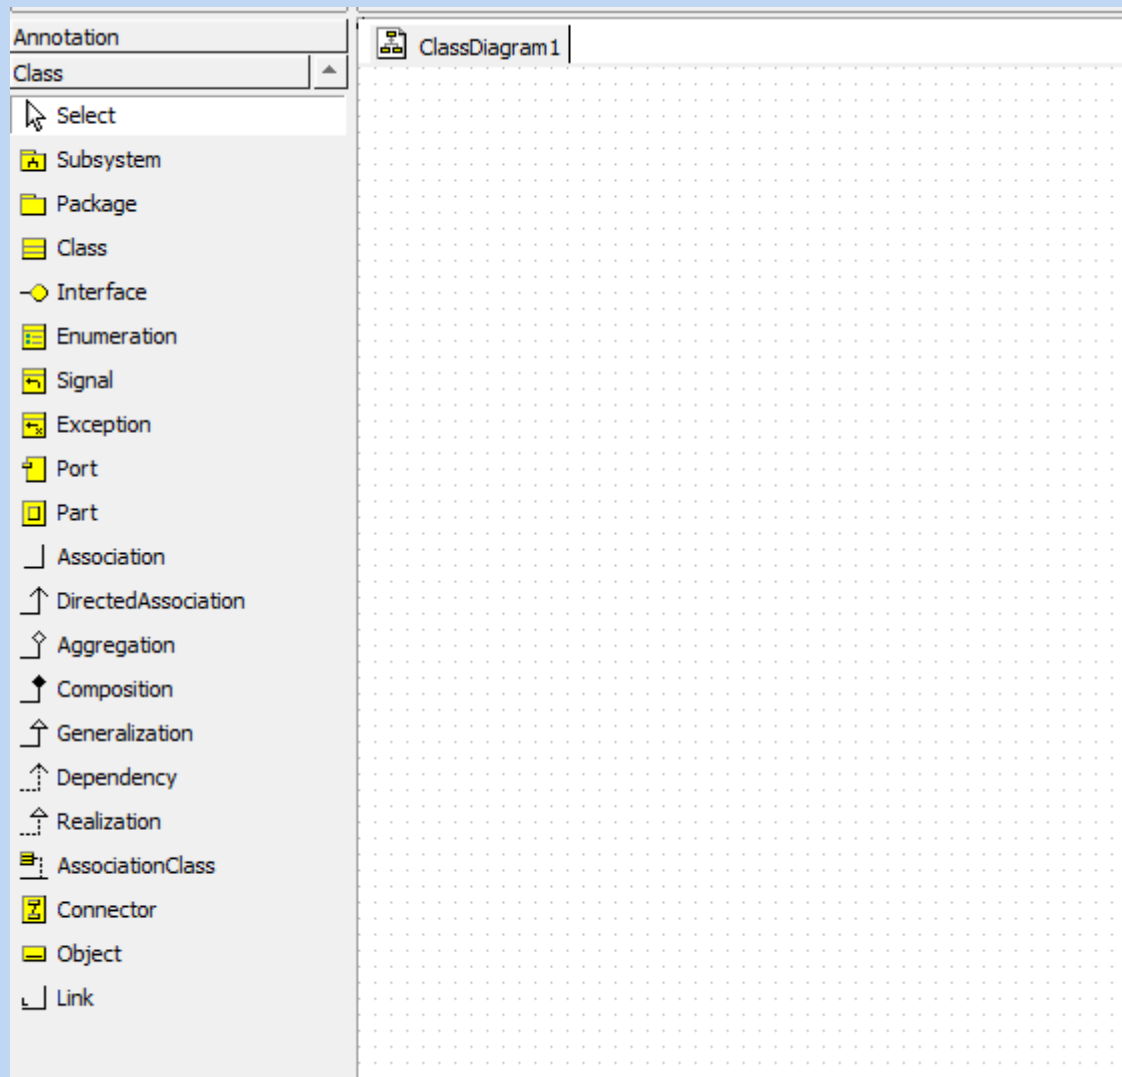 Annotation
ClassDiagram1
Class
Select
Subsystem
Package
Class
Interface
Enumeration
Signal
Exception
Port
Part
Association
DirectedAssociation
Aggregation
Composition
Generalization
Dependency
Realization
AssociationClass
Connector
Object
Link